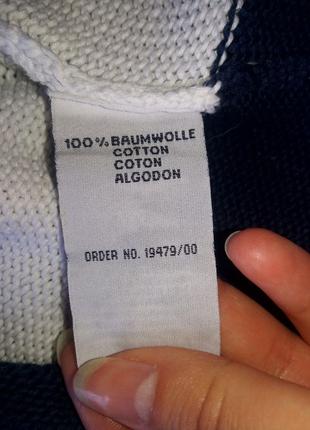 100% BAUMWOLLE
COTTON
COTON
ALGODON
ORDER NO. 19479/00